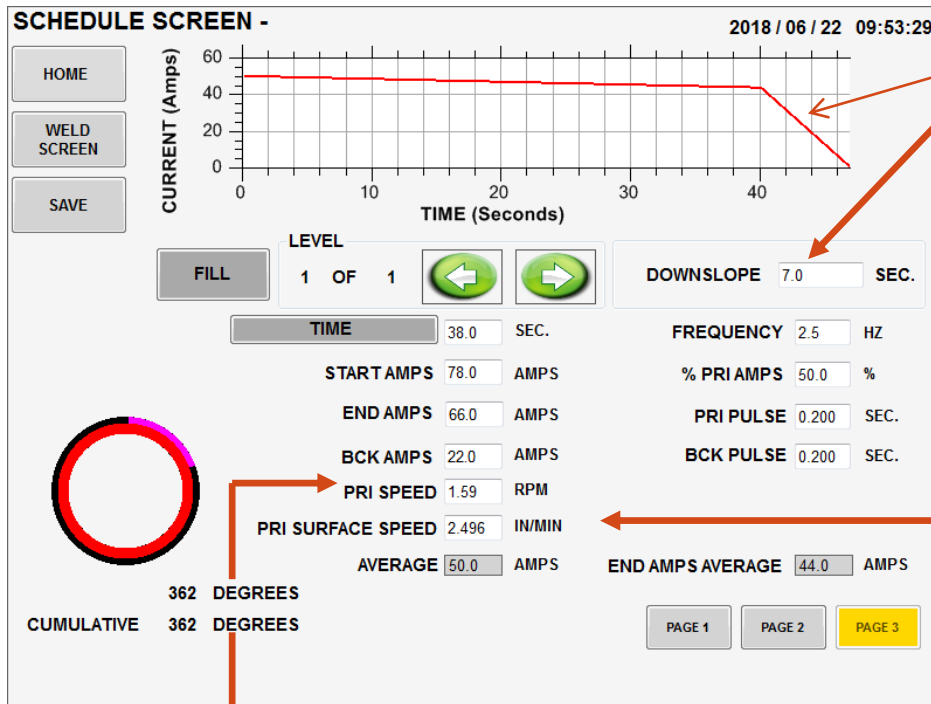 SCHEDULE SCREEN -
2018 / 06 / 22 09:53:29
HOME
WELD
SCREEN
SAVE
CURRENT (Amps)
60
40
20
0
0 10 20 30 40
TIME (Seconds)
FILL
LEVEL
1 OF 1
DOWNSLOPE 7.0 SEC.
TIME 38.0 SEC.
FREQUENCY 2.5 HZ
START AMPS 78.0 AMPS
% PRI AMPS 50.0 %
END AMPS 66.0 AMPS
PRI PULSE 0.200 SEC.
BCK AMPS 22.0 AMPS
BCK PULSE 0.200 SEC.
PRI SPEED 1.59 RPM
PRI SURFACE SPEED 2.496 IN/MIN
AVERAGE 50.0 AMPS
END AMPS AVERAGE 44.0 AMPS
362 DEGREES
CUMULATIVE 362 DEGREES
PAGE 1
PAGE 2
PAGE 3